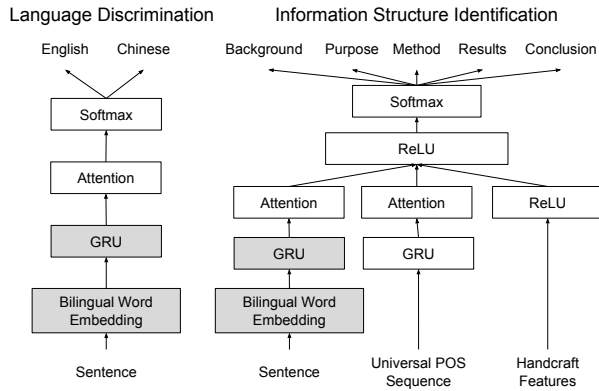 Language Discrimination
English Chinese
Softmax
Attention
GRU
Bilingual Word
Embedding
Sentence
Information Structure Identification
Background Purpose Method Results Conclusion
Softmax
ReLU
Attention Attention ReLU
GRU GRU
Bilingual Word
Embedding
Sentence
Universal POS
Sequence
Handcraft
Features